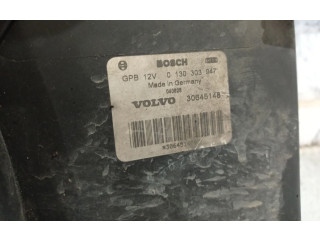 BOSCH
GPB 12V 0 130 303 947
Made in Germany
VOLVO 30645148